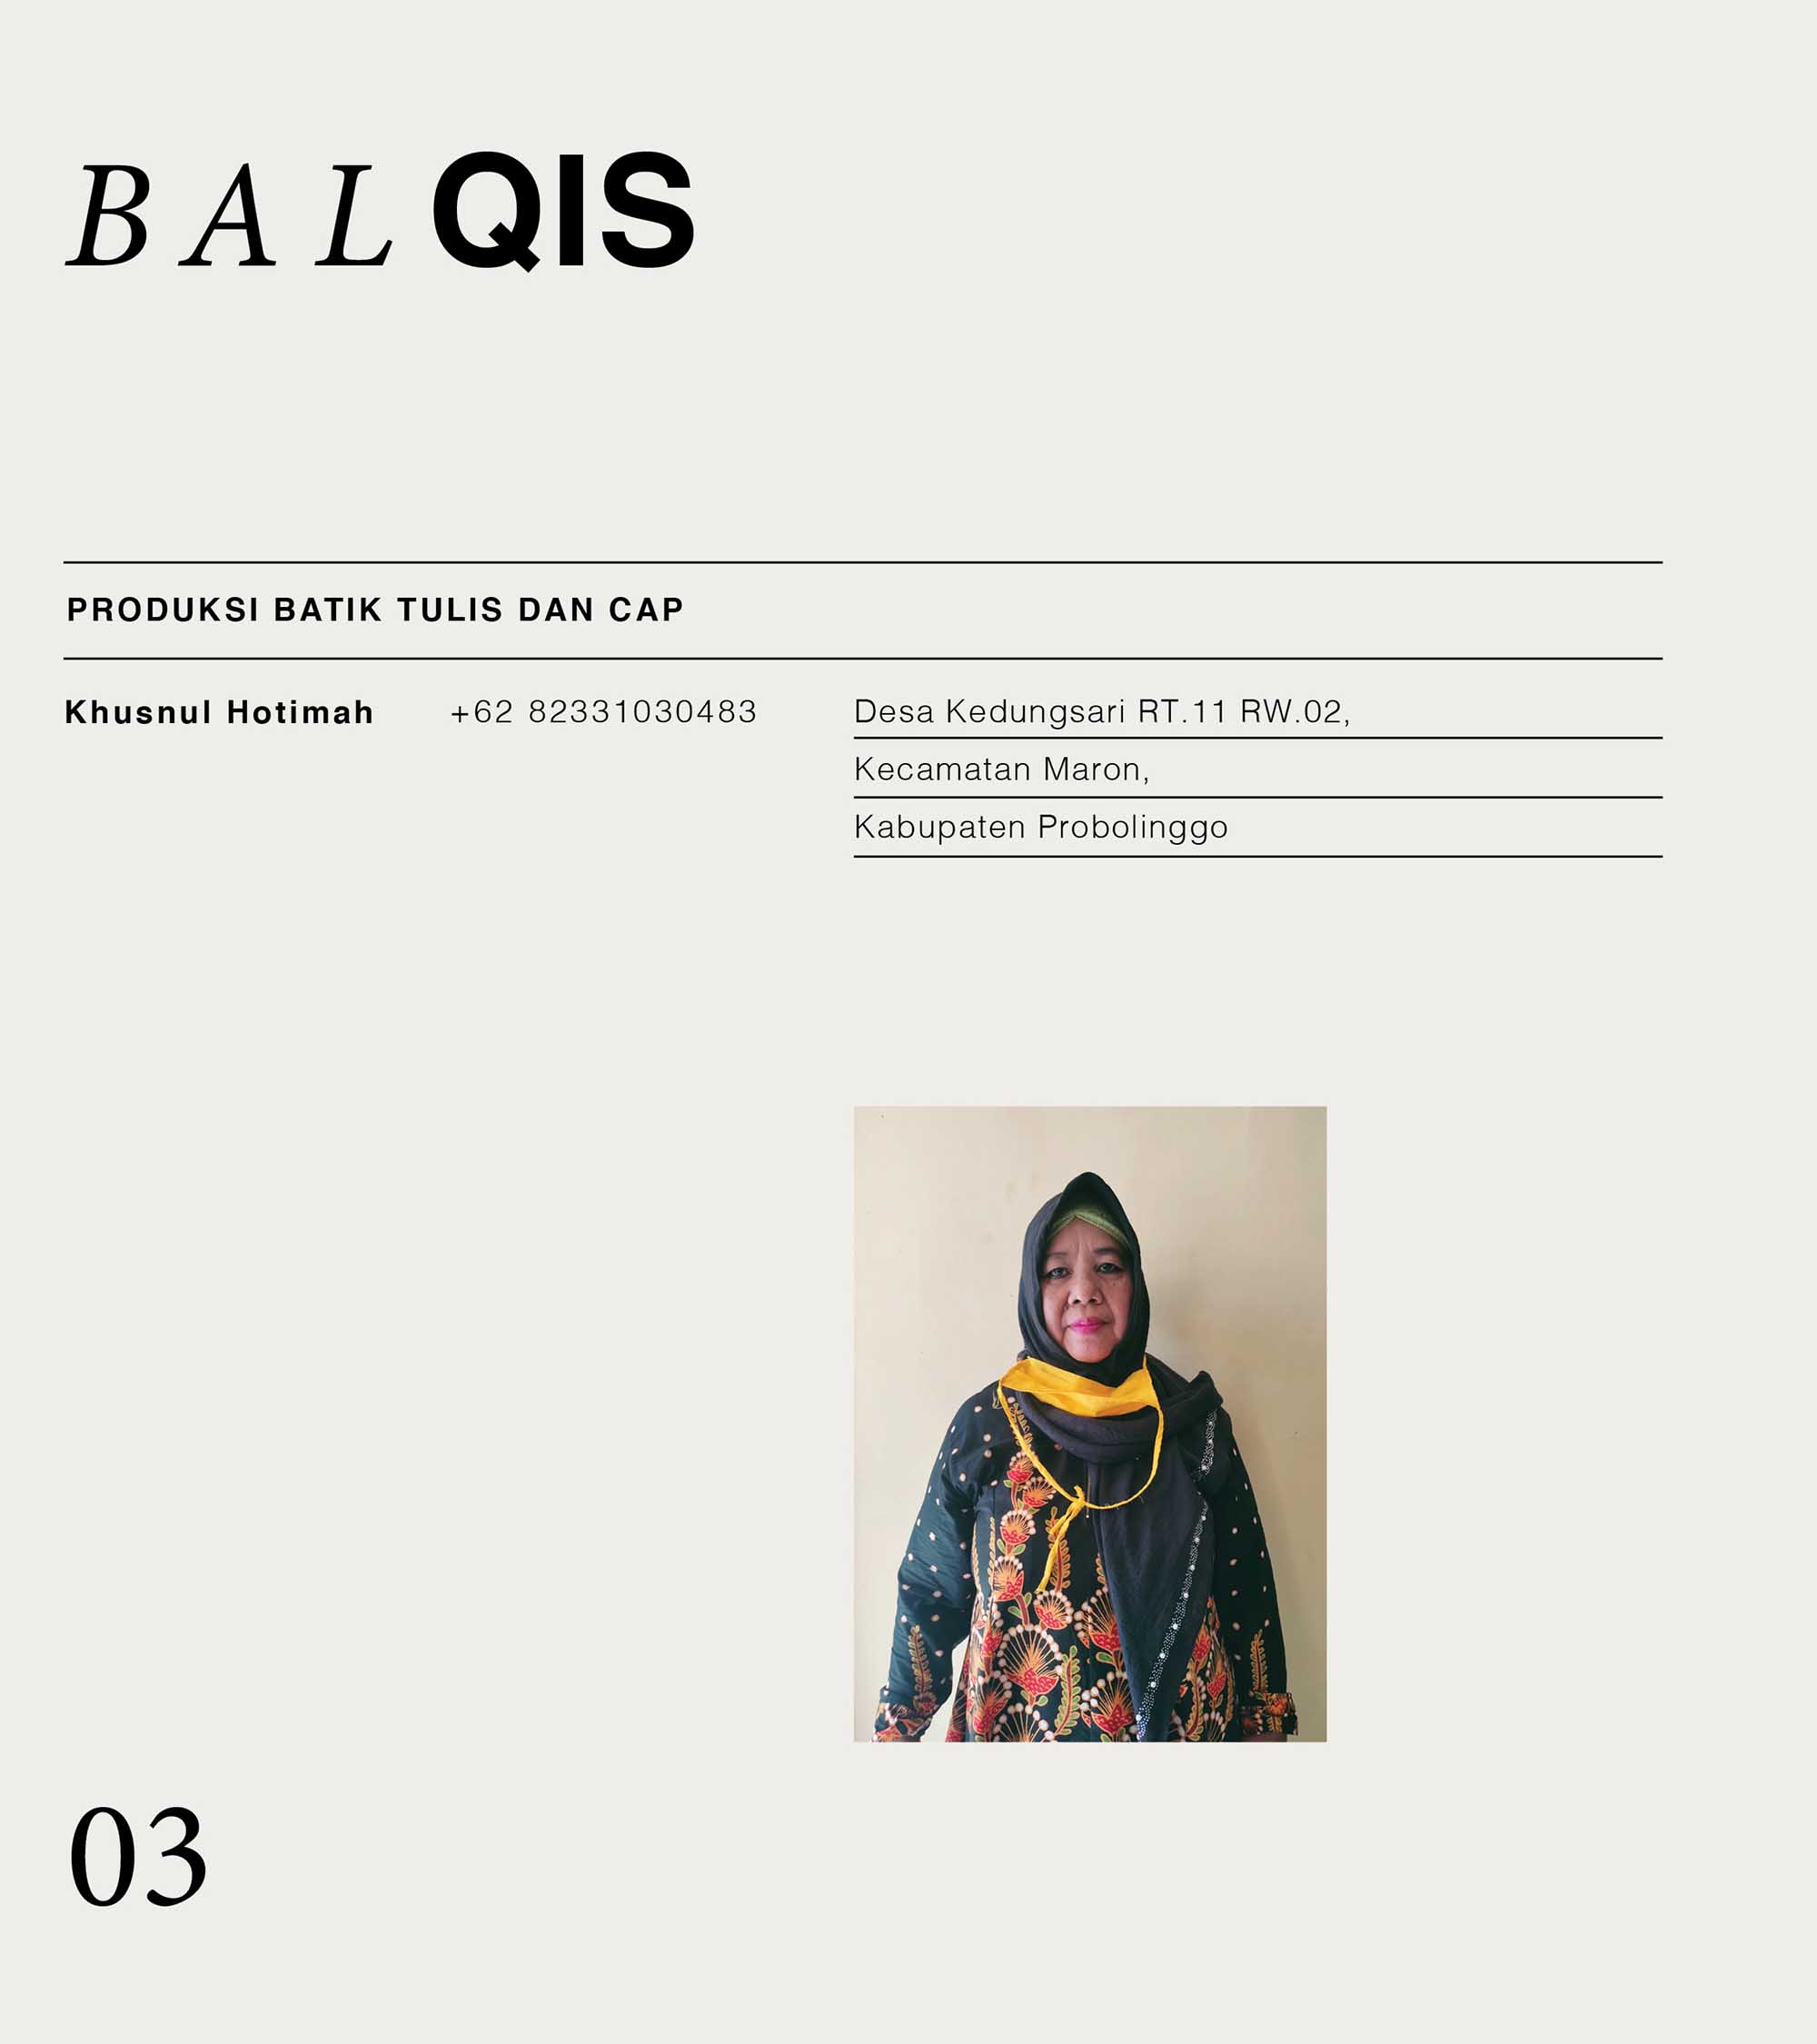 BALQIS
PRODUKSI BATIK TULIS DAN CAP
Khusnul Hotimah
+62 82331030483
Desa Kedungsari RT.11 RW.02,
Kecamatan Maron,
Kabupaten Probolinggo
03